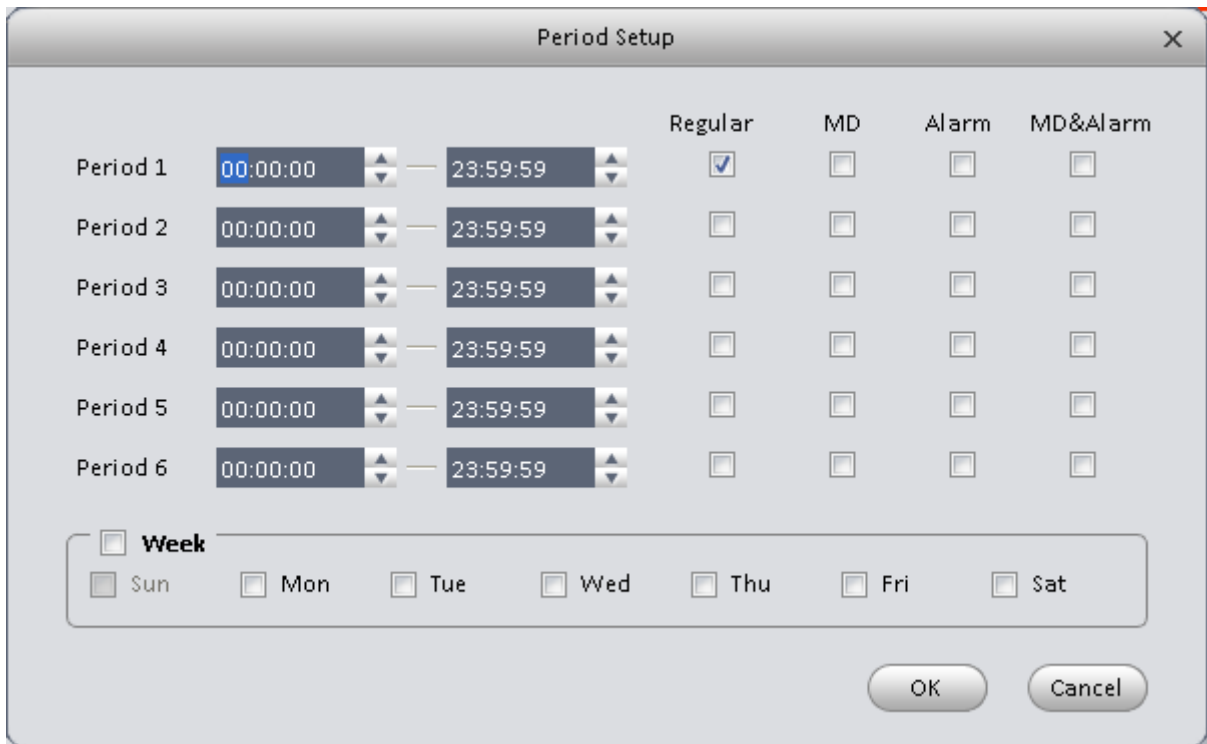 Period Setup
Regular MD Alarm MD&Alarm
Period 1 00:00:00 23:59:59
Period 2 00:00:00 23:59:59
Period 3 00:00:00 23:59:59
Period 4 00:00:00 23:59:59
Period 5 00:00:00 23:59:59
Period 6 00:00:00 23:59:59
Week
Sun Mon Tue Wed Thu Fri Sat
OK Cancel